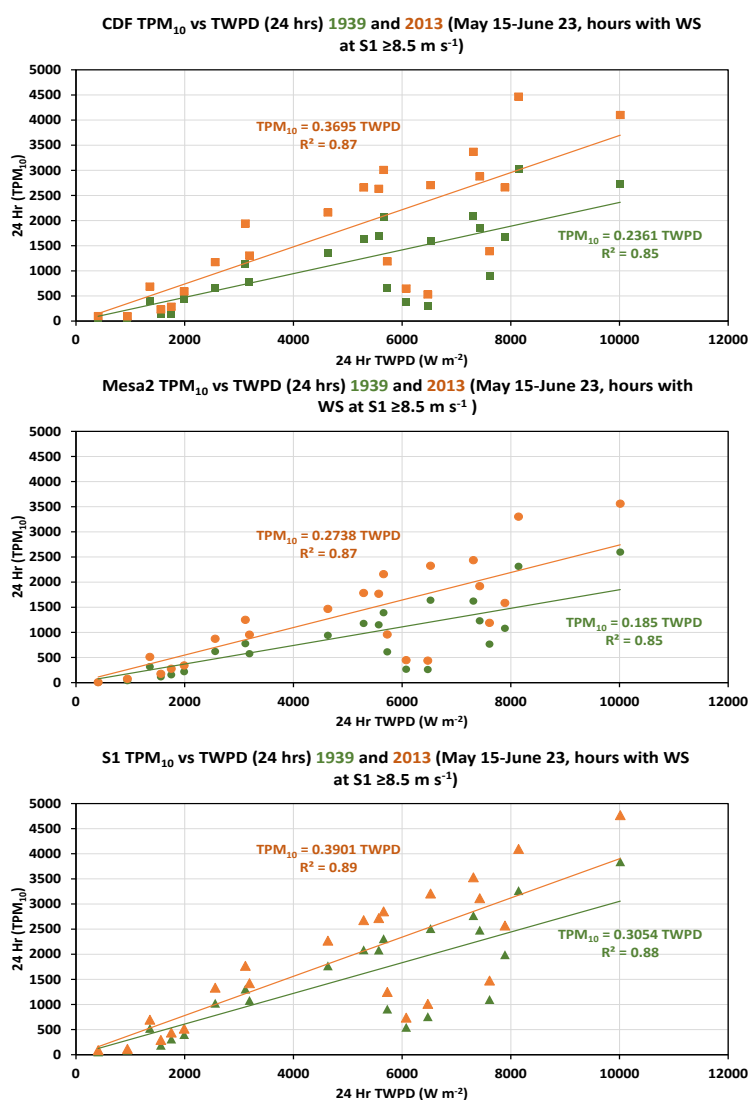 CDF TPM₁₀ vs TWPD (24 hrs) 1939 and 2013 (May 15-June 23, hours with WS
at S1 ≥8.5 m s⁻¹)
5000
4500
4000
3500
3000
2500
2000
1500
1000
500
0
24 Hr (TPM₁₀)
TPM₁₀ = 0.3695 TWPD
R² = 0.87
TPM₁₀ = 0.2361 TWPD
R² = 0.85
0 2000 4000 6000 8000 10000 12000
24 Hr TWPD (W m⁻²)
Mesa2 TPM₁₀ vs TWPD (24 hrs) 1939 and 2013 (May 15-June 23, hours with
WS at S1 ≥8.5 m s⁻¹ )
5000
4500
4000
3500
3000
2500
2000
1500
1000
500
0
24 Hr (TPM₁₀)
TPM₁₀ = 0.2738 TWPD
R² = 0.87
TPM₁₀ = 0.185 TWPD
R² = 0.85
0 2000 4000 6000 8000 10000 12000
24 Hr TWPD (W m⁻²)
S1 TPM₁₀ vs TWPD (24 hrs) 1939 and 2013 (May 15-June 23, hours with WS
at S1 ≥8.5 m s⁻¹)
5000
4500
4000
3500
3000
2500
2000
1500
1000
500
0
24 Hr (TPM₁₀)
TPM₁₀ = 0.3901 TWPD
R² = 0.89
TPM₁₀ = 0.3054 TWPD
R² = 0.88
0 2000 4000 6000 8000 10000 12000
24 Hr TWPD (W m⁻²)